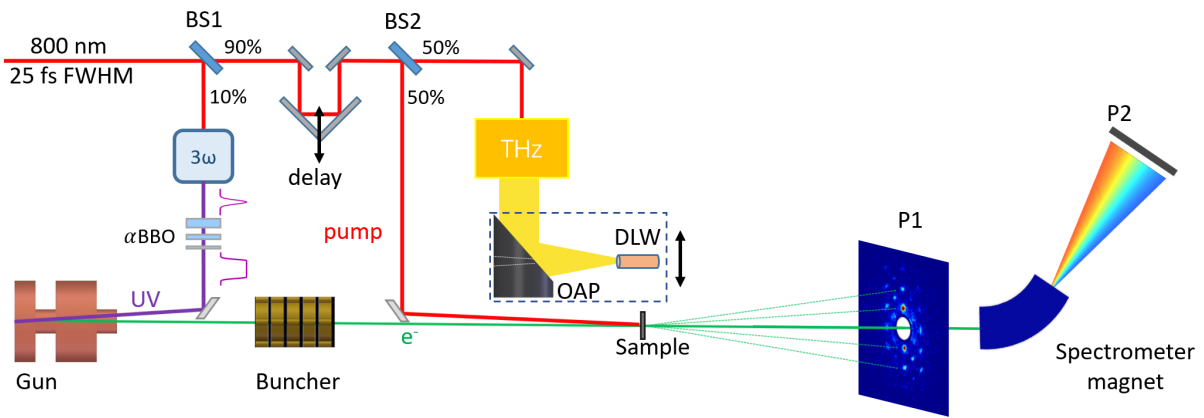 BS1
BS2
800 nm
90%
50%
25 fs FWHM
10%
50%
3ω
THz
P2
delay
αBBO
pump
DLW
P1
UV
OAP
e-
Sample
Gun
Buncher
Spectrometer
magnet